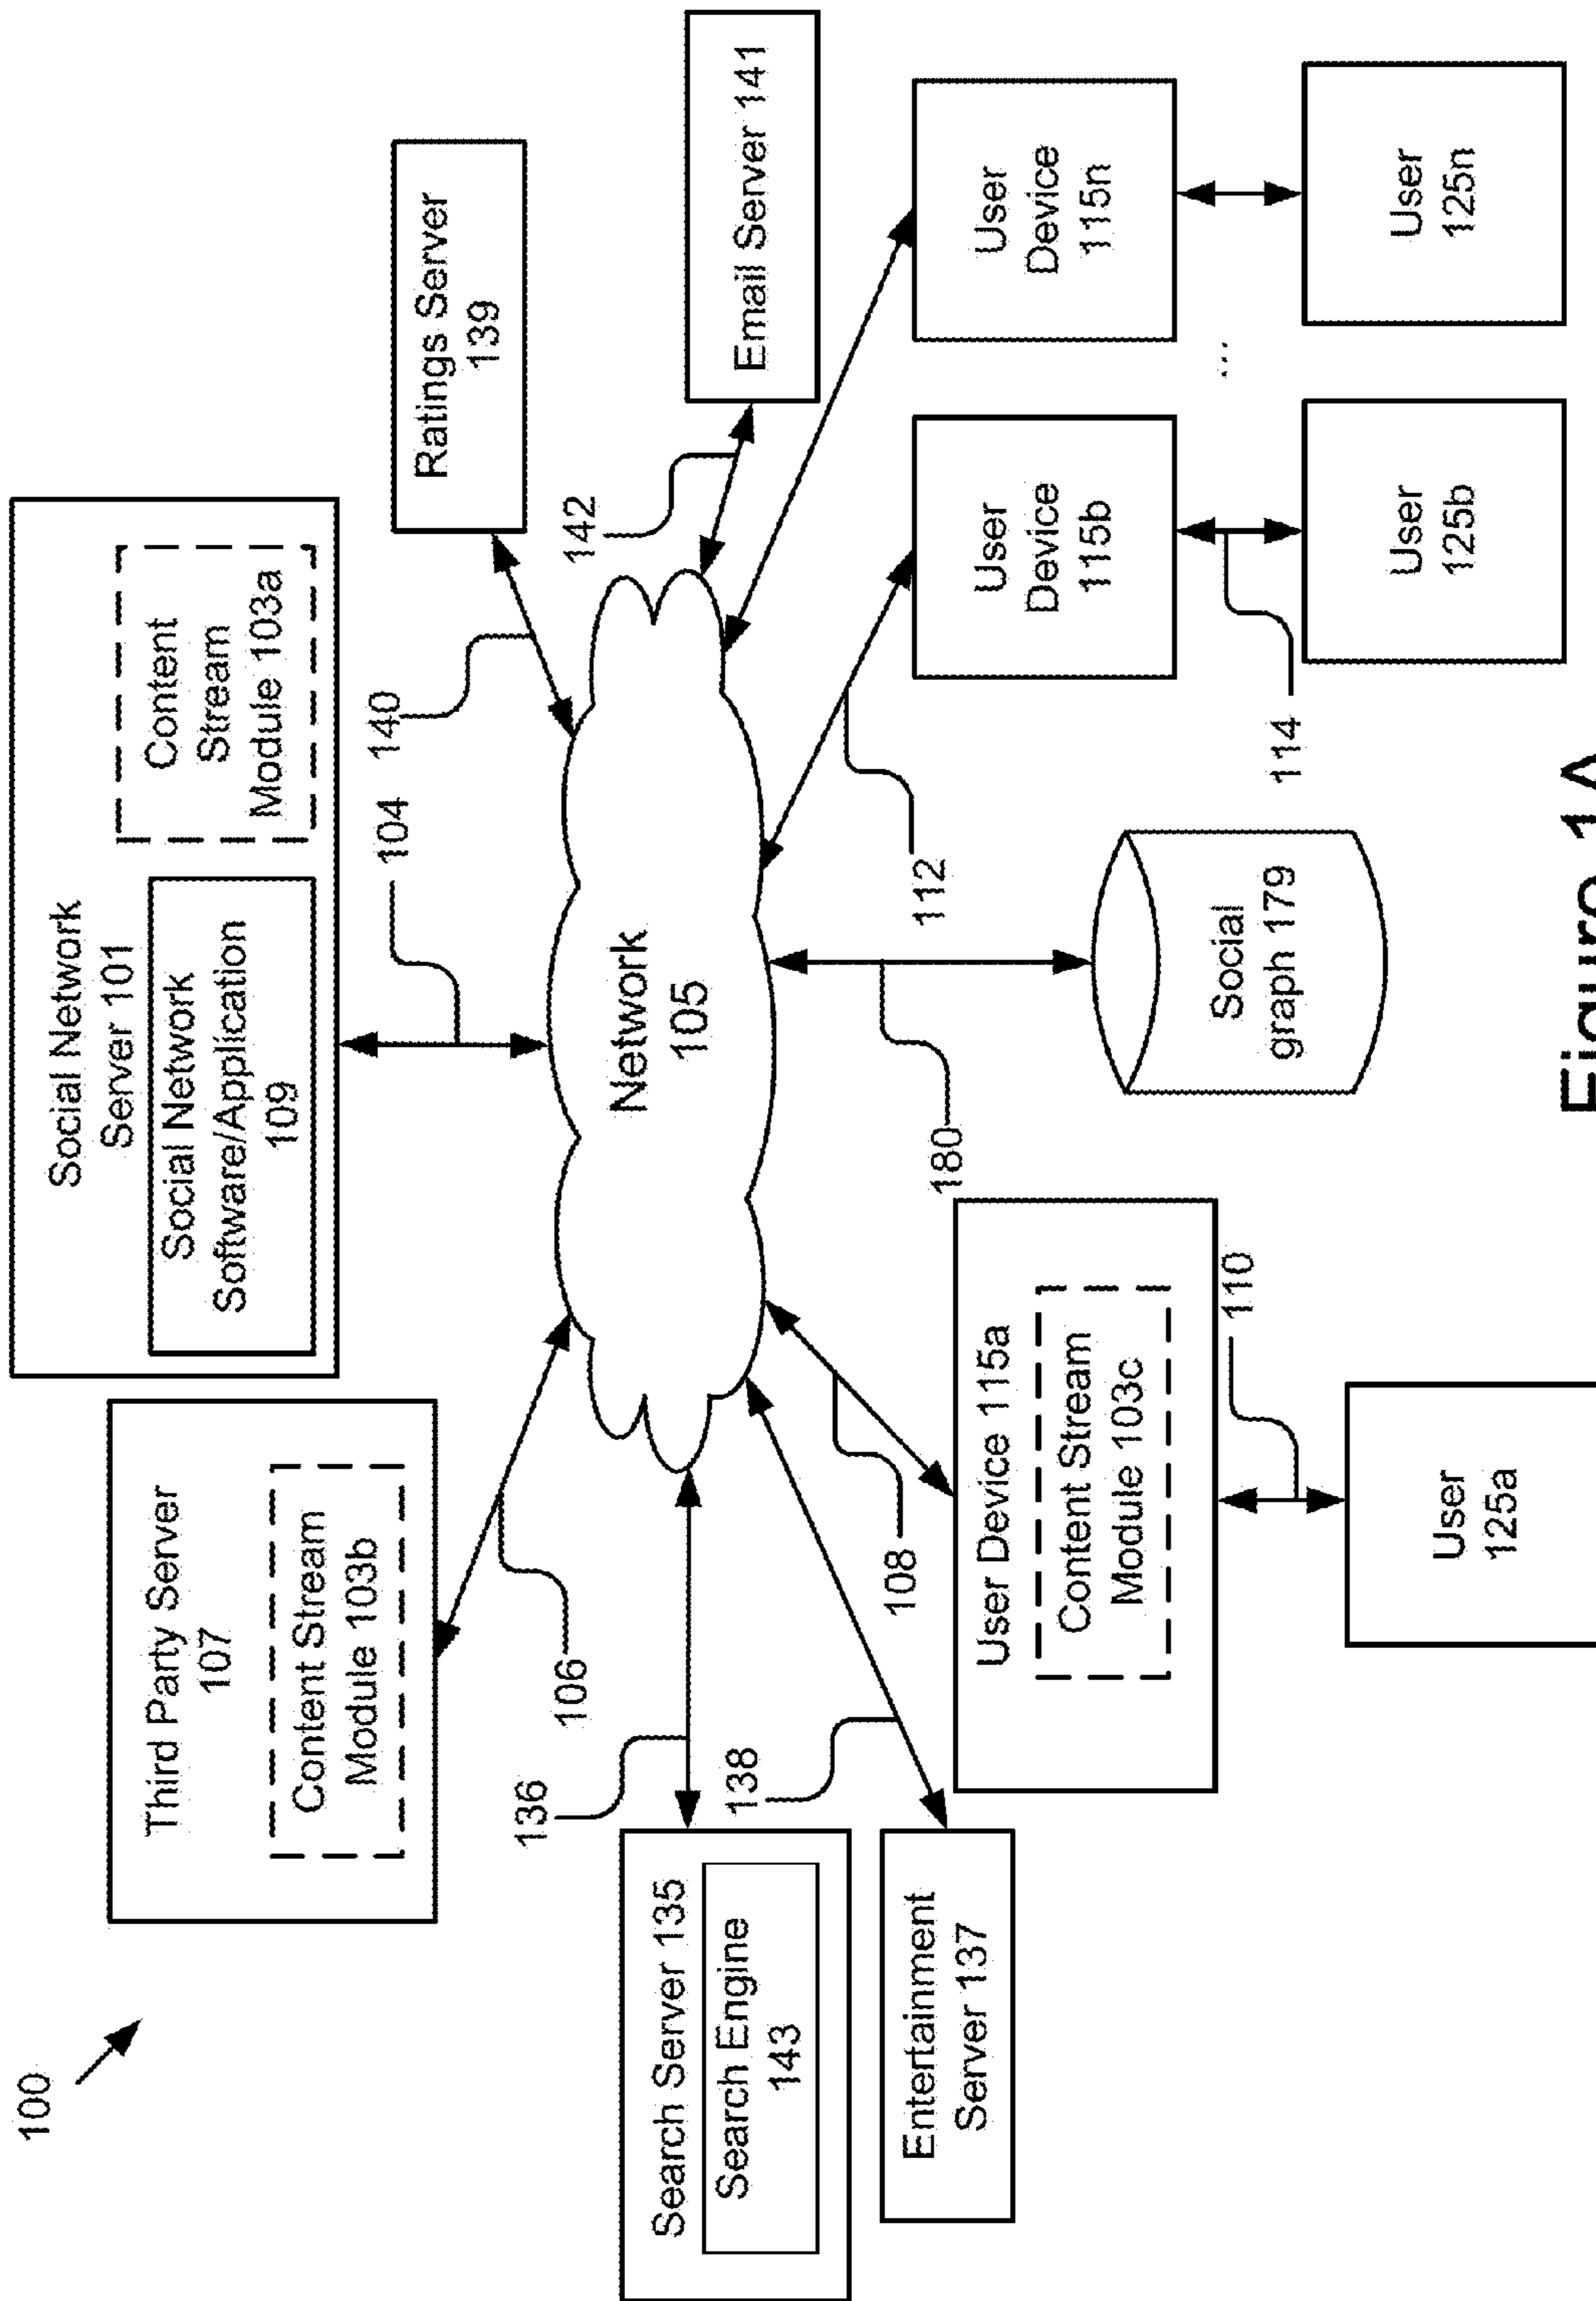 100
Social Network
Server 101
Social Network
Software/Application
109
Content
Stream
Module 103a
Third Party Server
107
Content Stream
Module 103b
104
140
Ratings Server
139
106
136
142
Search Server 135
Search Engine
143
Network
105
Email Server 141
138
108
180
112
Entertainment
Server 137
User Device 115a
Content Stream
Module 103c
User
Device
115b
User
Device
115n
...
110
Social
graph 179
114
User
125a
User
125b
User
125n
Figure 1A